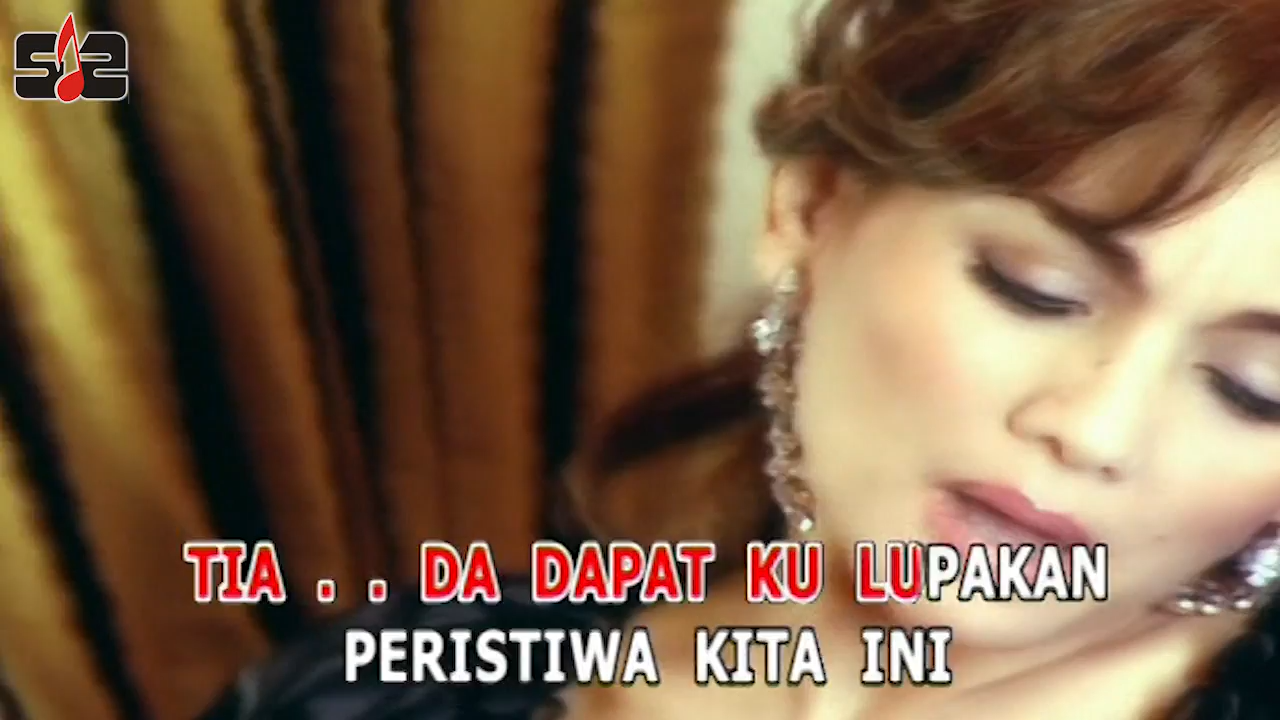 TIA . . DA DAPAT KU LUPAKAN
PERISTIWA KITA INI